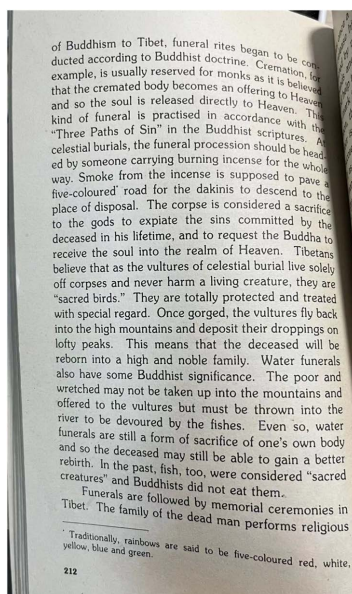 of Buddhism to Tibet, funeral rites began to be con-
ducted according to Buddhist doctrine. Cremation, for
example, is usually reserved for monks as it is believed
that the cremated body becomes an offering to Heaven
and so the soul is released directly to Heaven. This
kind of funeral is practised in accordance with the
"Three Paths of Sin" in the Buddhist scriptures. At
celestial burials, the funeral procession should be head-
ed by someone carrying burning incense for the whole
way. Smoke from the incense is supposed to pave a
five-coloured* road for the dakinis to descend to the
place of disposal. The corpse is considered a sacrifice
to the gods to expiate the sins committed by the
deceased in his lifetime, and to request the Buddha to
receive the soul into the realm of Heaven. Tibetans
believe that as the vultures of celestial burial live solely
off corpses and never harm a living creature, they are
"sacred birds." They are totally protected and treated
with special regard. Once gorged, the vultures fly back
into the high mountains and deposit their droppings on
lofty peaks. This means that the deceased will be
reborn into a high and noble family. Water funerals
also have some Buddhist significance. The poor and
wretched may not be taken up into the mountains and
offered to the vultures but must be thrown into the
river to be devoured by the fishes. Even so, water
funerals are still a form of sacrifice of one's own body
and so the deceased may still be able to gain a better
rebirth. In the past, fish, too, were considered "sacred
creatures" and Buddhists did not eat them.
Funerals are followed by memorial ceremonies in
Tibet. The family of the dead man performs religious
* Traditionally, rainbows are said to be five-coloured red, white,
yellow, blue and green.
212